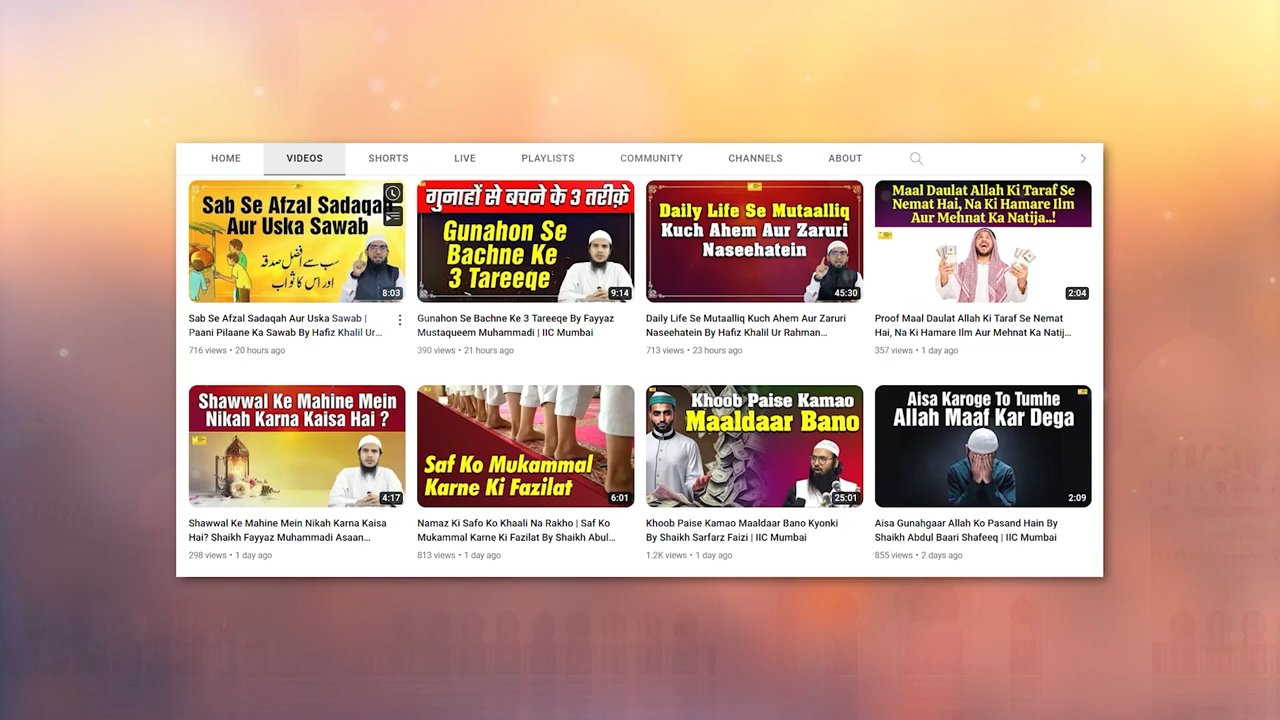 HOME VIDEOS SHORTS LIVE PLAYLISTS COMMUNITY CHANNELS ABOUT
Sab Se Afzal Sadaqah
Aur Uska Sawab
سب سے افضل صدقہ
اور اس کا ثواب
8:03
Sab Se Afzal Sadaqah Aur Uska Sawab |
Paani Pilaane Ka Sawab By Hafiz Khalil Ur...
716 views • 20 hours ago
गुनाहों से बचने के 3 तरीक़े
Gunahon Se
Bachne Ke
3 Tareeqe
9:14
Gunahon Se Bachne Ke 3 Tareeqe By Fayyaz
Mustaqueem Muhammadi | IIC Mumbai
390 views • 21 hours ago
Daily Life Se Mutaalliq
Kuch Ahem Aur Zaruri
Naseehatein
45:30
Daily Life Se Mutaalliq Kuch Ahem Aur Zaruri
Naseehatein By Hafiz Khalil Ur Rahman...
713 views • 23 hours ago
Maal Daulat Allah Ki Taraf Se
Nemat Hai, Na Ki Hamare Ilm
Aur Mehnat Ka Natija..!
2:04
Proof Maal Daulat Allah Ki Taraf Se Nemat
Hai, Na Ki Hamare Ilm Aur Mehnat Ka Natij...
357 views • 1 day ago
Shawwal Ke Mahine Mein
Nikah Karna Kaisa Hai ?
4:17
Shawwal Ke Mahine Mein Nikah Karna Kaisa
Hai? Shaikh Fayyaz Muhammadi Asaan...
298 views • 1 day ago
Saf Ko Mukammal
Karne Ki Fazilat
6:01
Namaz Ki Safo Ko Khaali Na Rakho | Saf Ko
Mukammal Karne Ki Fazilat By Shaikh Abul...
813 views • 1 day ago
Khoob Paise Kamao
Maaldaar Bano
25:01
Khoob Paise Kamao Maaldaar Bano Kyonki
By Shaikh Sarfarz Faizi | IIC Mumbai
1.2K views • 1 day ago
Aisa Karoge To Tumhe
Allah Maaf Kar Dega
2:09
Aisa Gunahgaar Allah Ko Pasand Hain By
Shaikh Abdul Baari Shafeeq | IIC Mumbai
855 views • 2 days ago